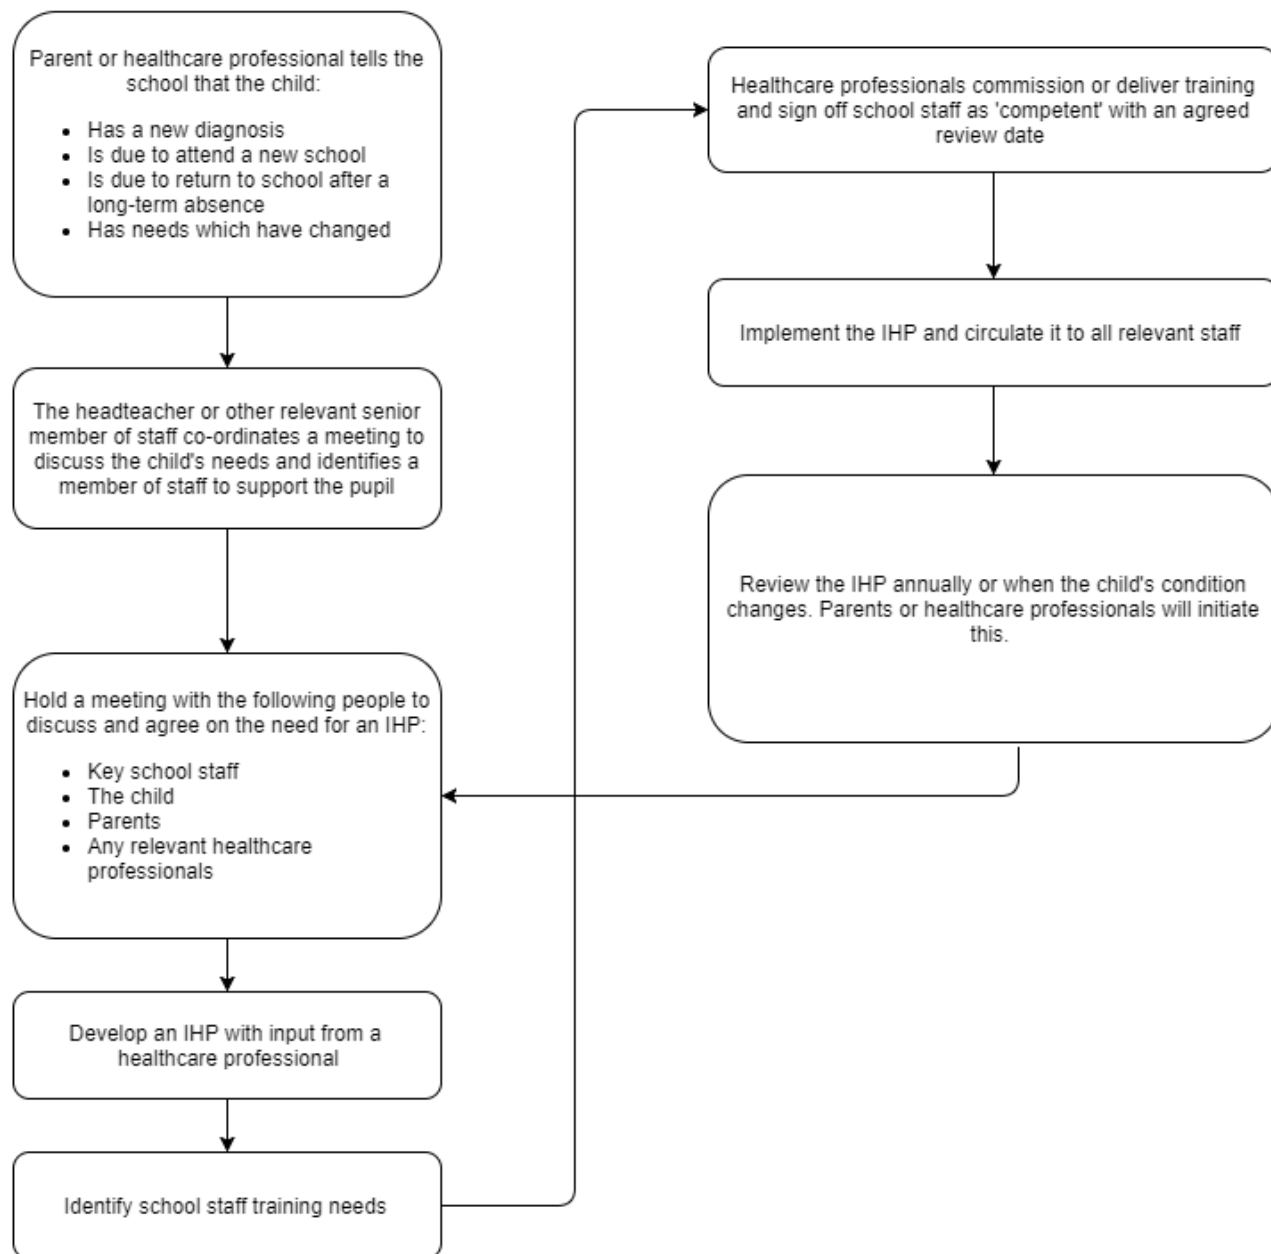 Parent or healthcare professional tells the
school that the child:
• Has a new diagnosis
• Is due to attend a new school
• Is due to return to school after a
long-term absence
• Has needs which have changed
The headteacher or other relevant senior
member of staff co-ordinates a meeting to
discuss the child's needs and identifies a
member of staff to support the pupil
Hold a meeting with the following people to
discuss and agree on the need for an IHP:
• Key school staff
• The child
• Parents
• Any relevant healthcare
professionals
Develop an IHP with input from a
healthcare professional
Identify school staff training needs
Healthcare professionals commission or deliver training
and sign off school staff as 'competent' with an agreed
review date
Implement the IHP and circulate it to all relevant staff
Review the IHP annually or when the child's condition
changes. Parents or healthcare professionals will initiate
this.